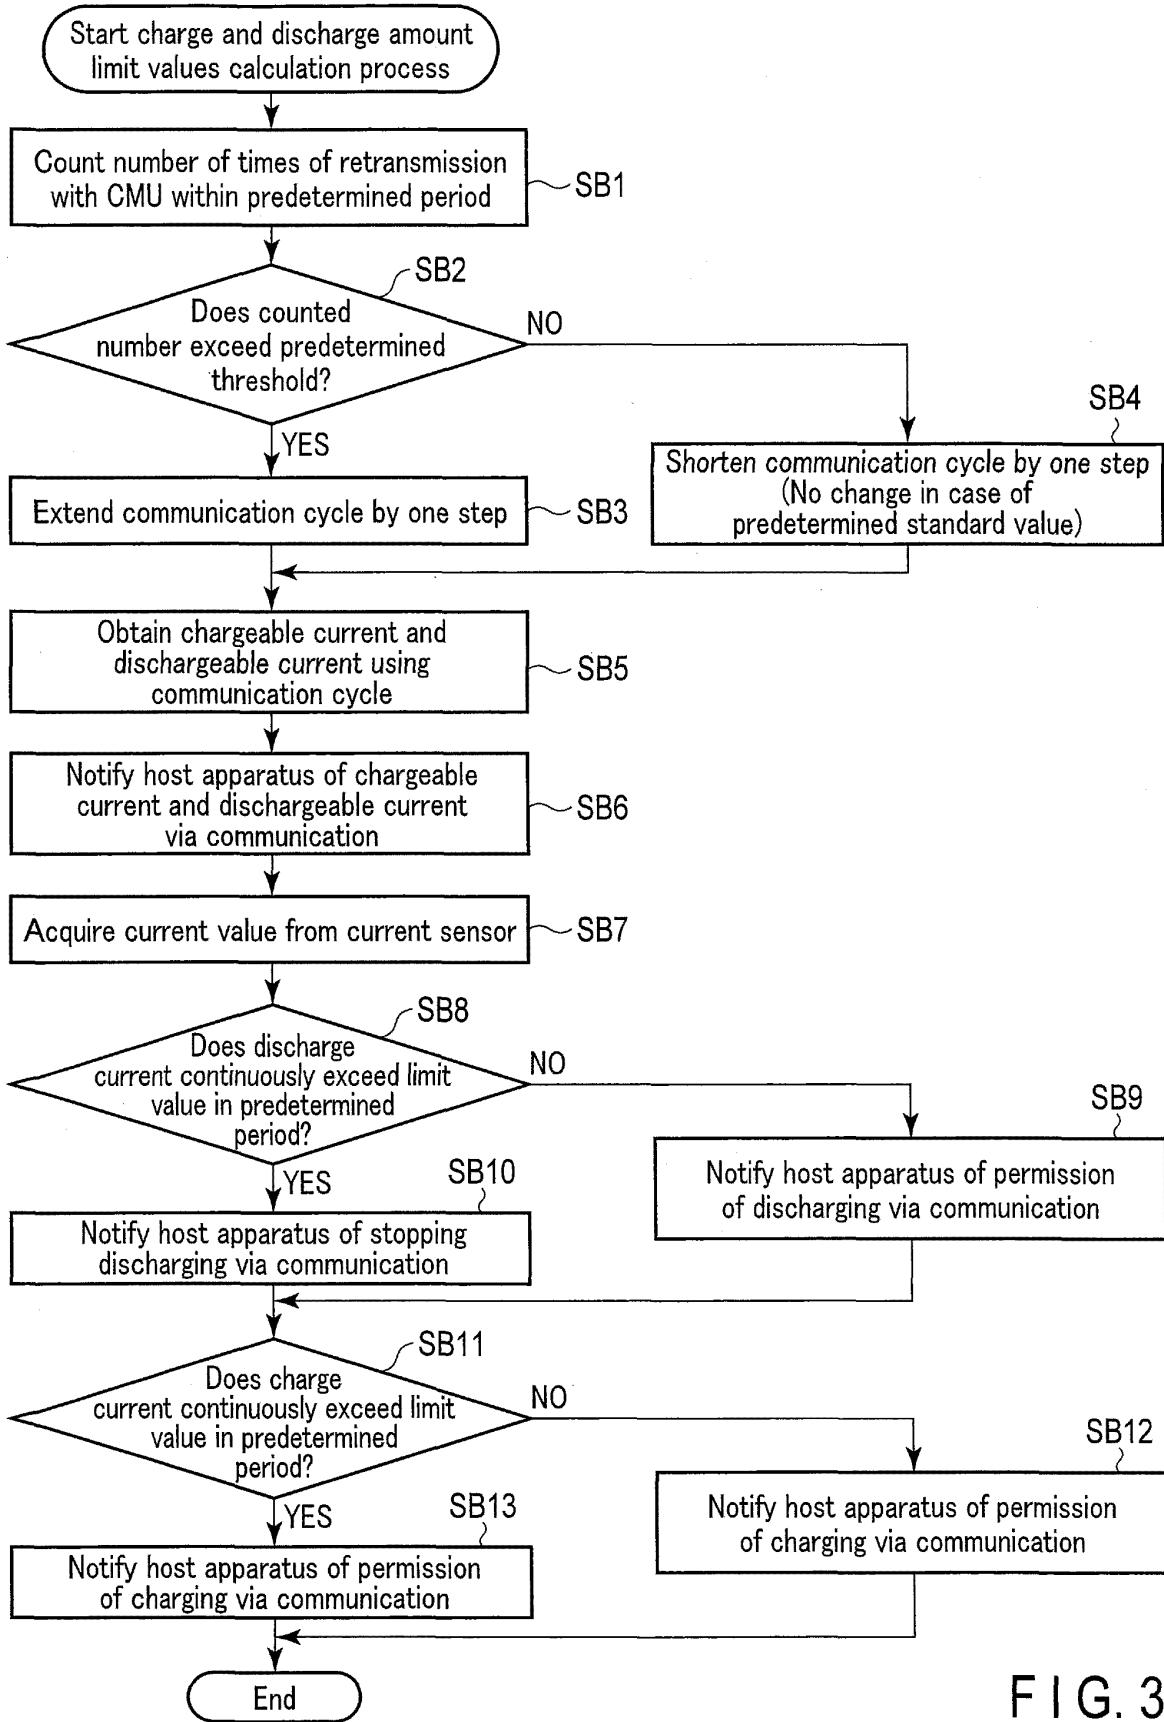 Start charge and discharge amount
limit values calculation process
Count number of times of retransmission
with CMU within predetermined period
SB1
SB2
Does counted
number exceed predetermined
threshold?
NO
YES
SB4
Shorten communication cycle by one step
(No change in case of
predetermined standard value)
Extend communication cycle by one step
SB3
Obtain chargeable current and
dischargeable current using
communication cycle
SB5
Notify host apparatus of chargeable
current and dischargeable current
via communication
SB6
Acquire current value from current sensor
SB7
SB8
Does discharge
current continuously exceed limit
value in predetermined
period?
NO
YES
SB9
Notify host apparatus of permission
of discharging via communication
SB10
Notify host apparatus of stopping
discharging via communication
SB11
Does charge
current continuously exceed limit
value in predetermined
period?
NO
YES
SB12
Notify host apparatus of permission
of charging via communication
SB13
Notify host apparatus of permission
of charging via communication
End
FIG. 3